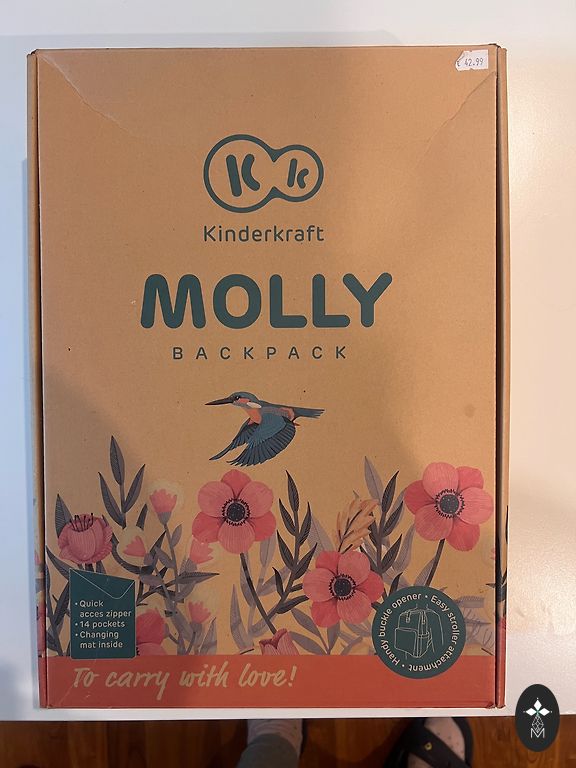 € 42.99
K k
Kinderkraft
MOLLY
BACKPACK
• Quick
acces zipper
• 14 pockets
• Changing
mat inside
Handy buckle opener • Easy stroller attachment •
To carry with love!
M